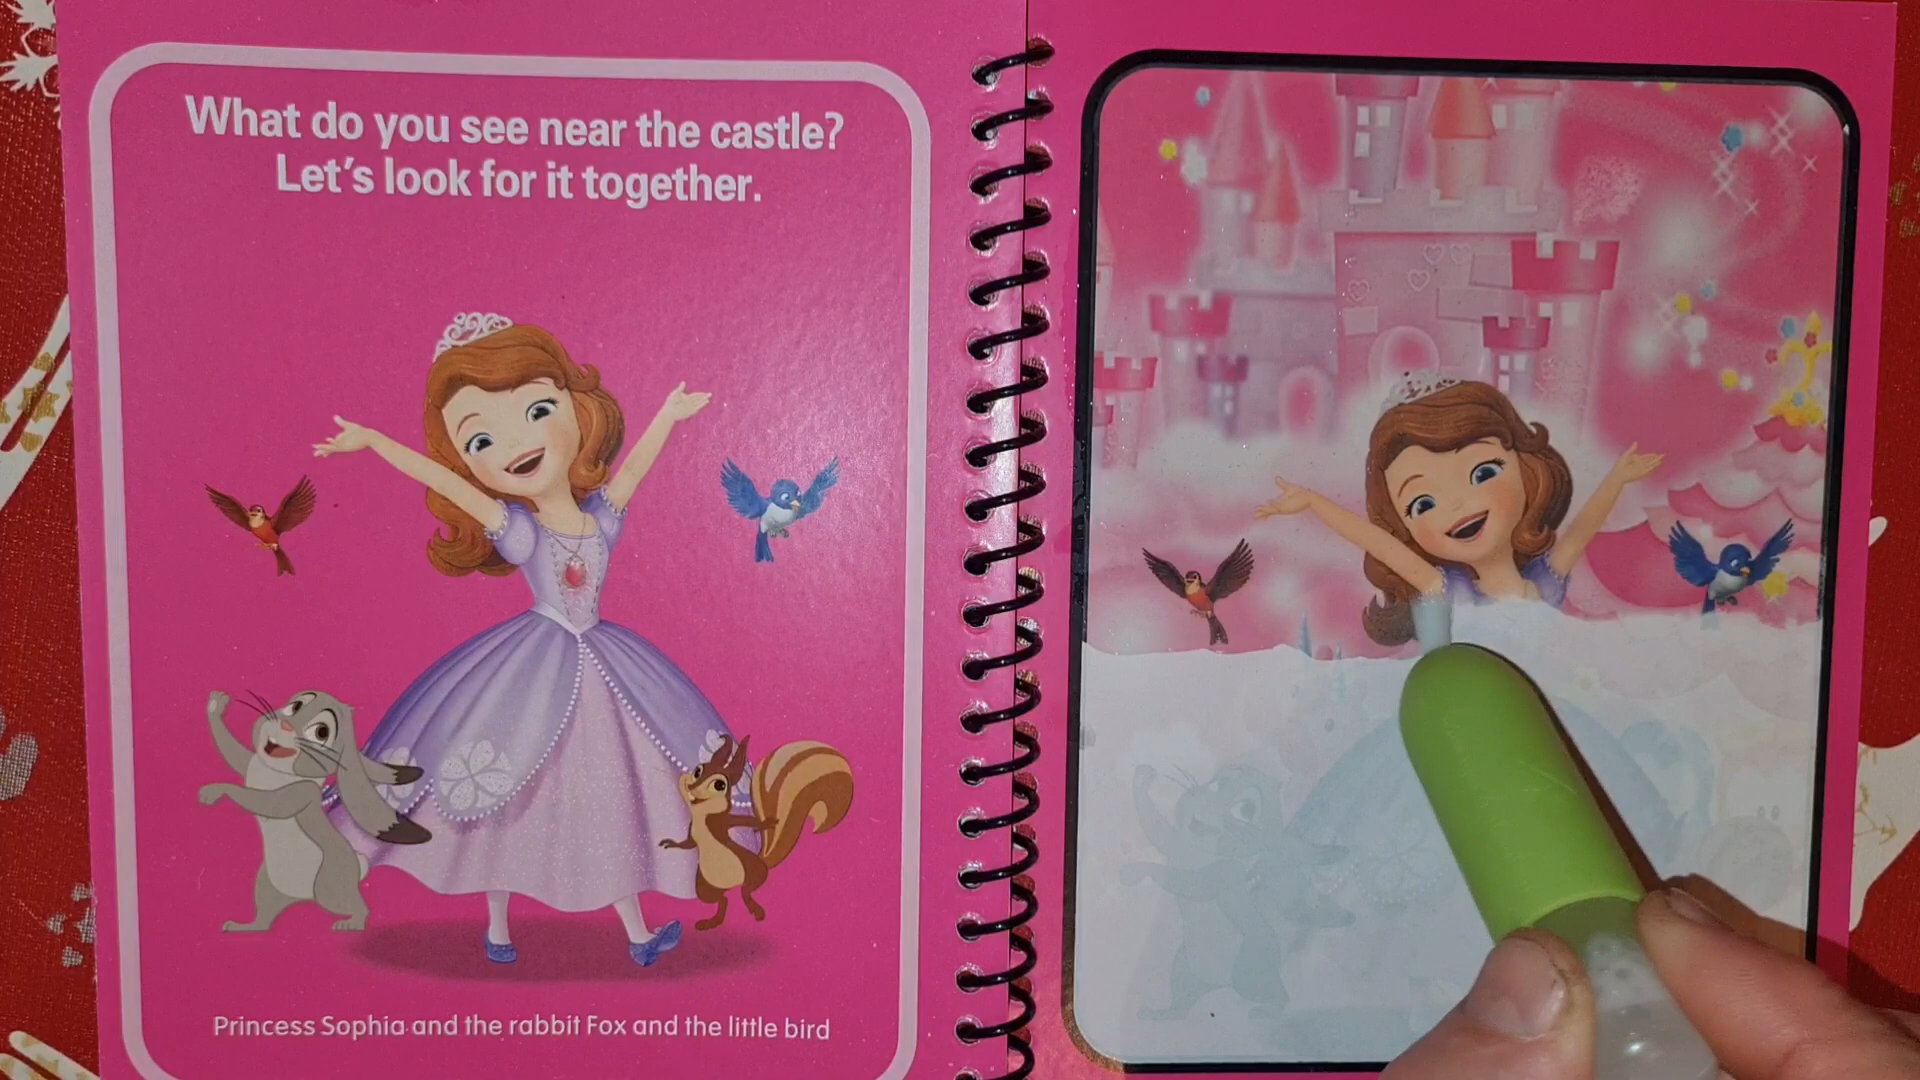 What do you see near the castle?
Let's look for it together.
Princess Sophia and the rabbit Fox and the little bird